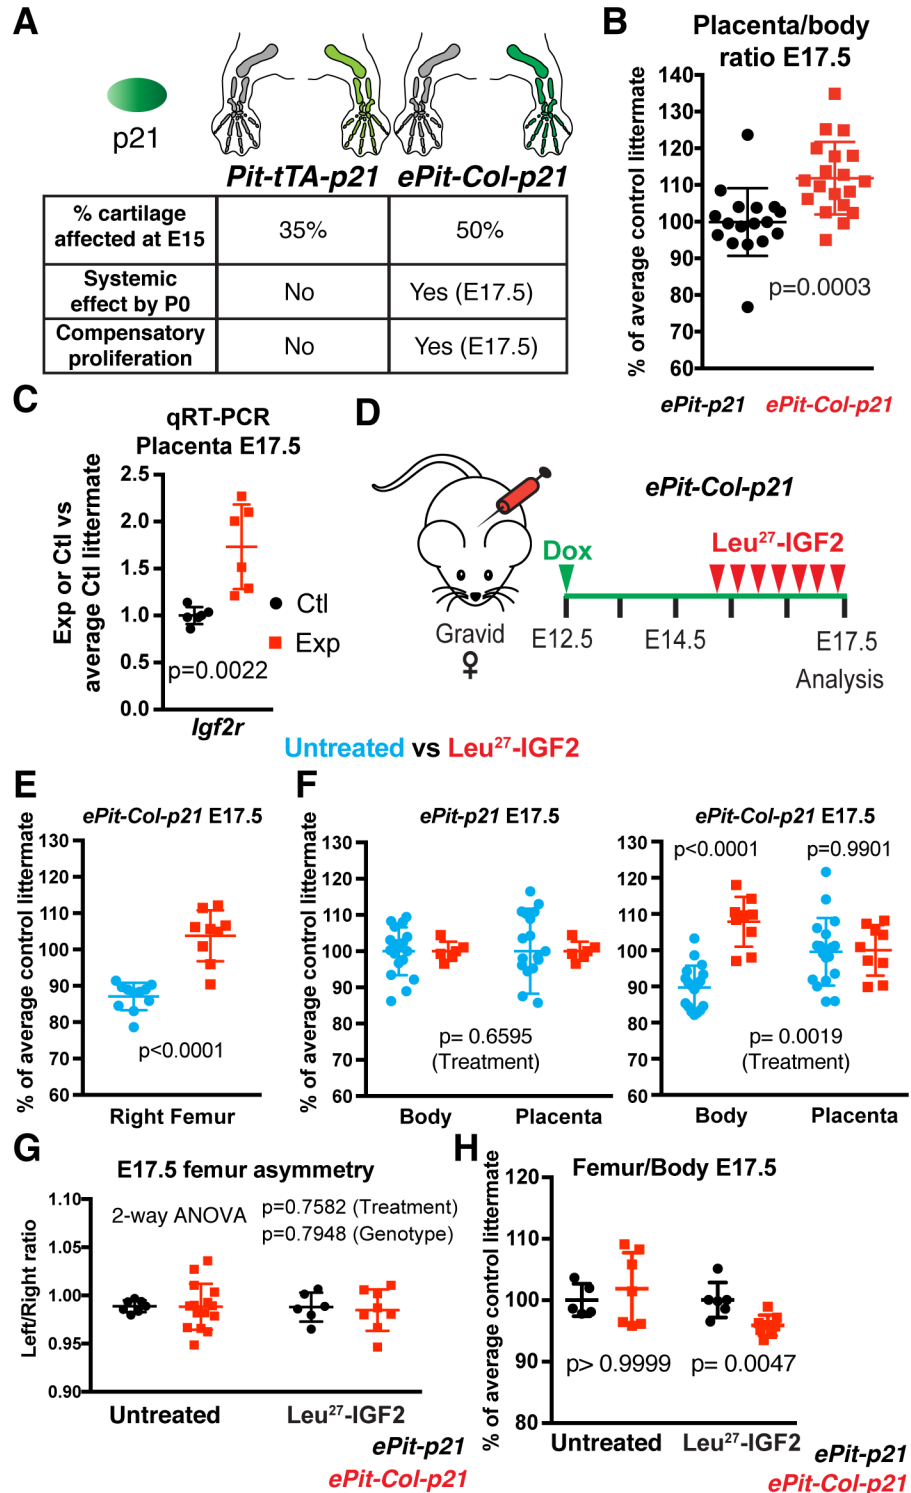 A
p21
Pit-tTA-p21 ePit-Col-p21
% cartilage
affected at E15
35%
50%
Systemic
effect by P0
No
Yes (E17.5)
Compensatory
proliferation
No
Yes (E17.5)
B
Placenta/body
ratio E17.5
% of average control littermate
140
130
120
110
100
90
80
70
60
p=0.0003
ePit-p21 ePit-Col-p21
C
qRT-PCR
Placenta E17.5
Exp or Ctl vs
average Ctl littermate
2.5
2.0
1.5
1.0
0.5
0.0
p=0.0022
Igf2r
Ctl
Exp
D
ePit-Col-p21
Dox
Leu27-IGF2
Gravid
♀
E12.5
E14.5
E17.5
Analysis
Untreated vs Leu27-IGF2
E
ePit-Col-p21 E17.5
% of average control littermate
130
120
110
100
90
80
70
60
p<0.0001
Right Femur
F
ePit-p21 E17.5
% of average control littermate
130
120
110
100
90
80
70
60
p= 0.6595
(Treatment)
Body
Placenta
ePit-Col-p21 E17.5
130
120
110
100
90
80
70
60
p<0.0001
p=0.9901
p= 0.0019
(Treatment)
Body
Placenta
G
E17.5 femur asymmetry
Left/Right ratio
1.10
1.05
1.00
0.95
0.90
2-way ANOVA
p=0.7582 (Treatment)
p=0.7948 (Genotype)
Untreated
Leu27-IGF2
ePit-p21
ePit-Col-p21
H
Femur/Body E17.5
% of average control littermate
120
110
100
90
80
p> 0.9999
p= 0.0047
Untreated
Leu27-IGF2
ePit-p21
ePit-Col-p21